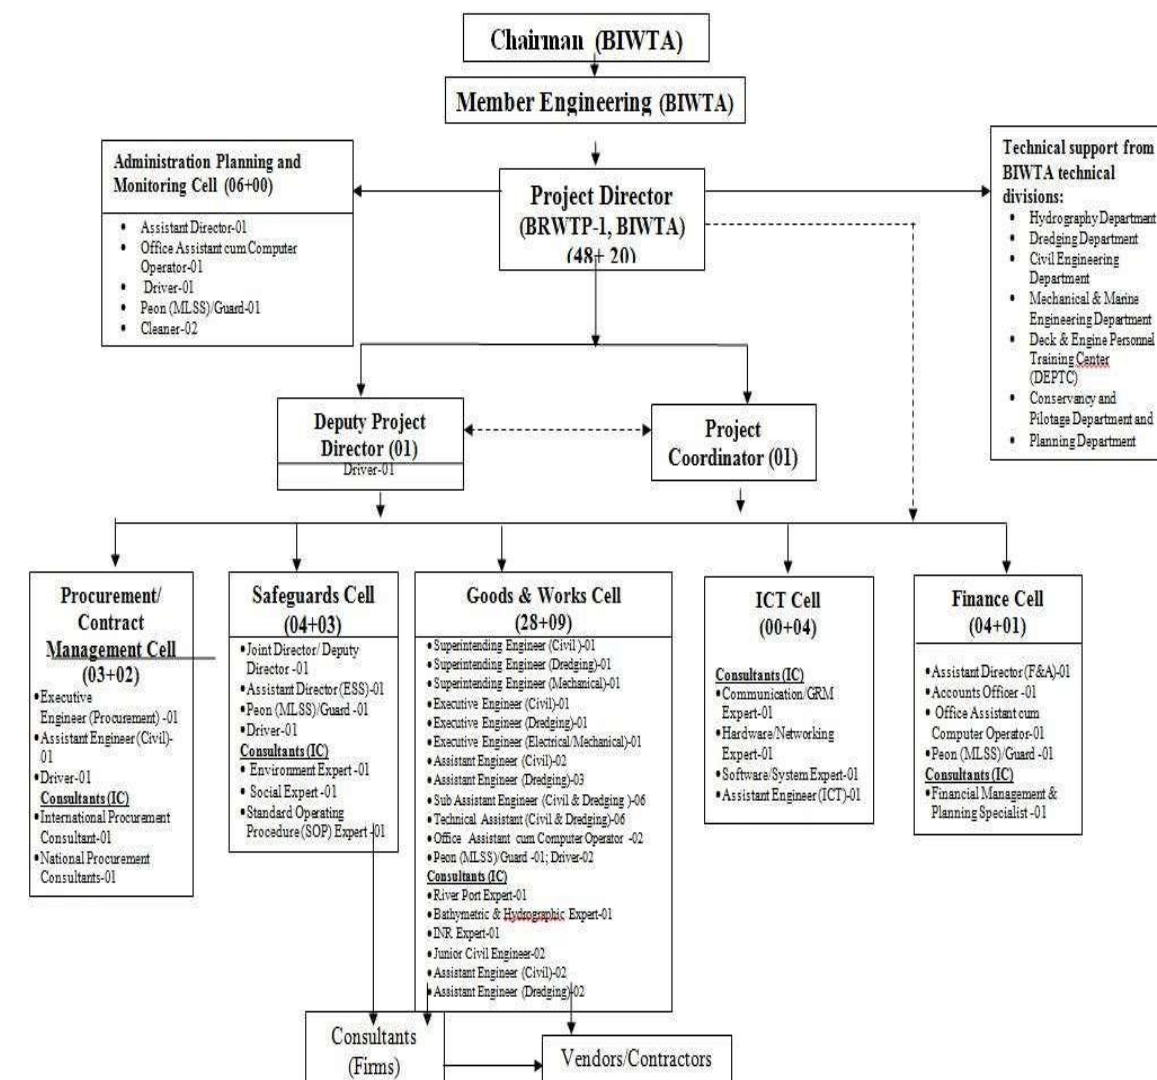 Chairman (BIWTA)
Member Engineering (BIWTA)
Administration Planning and
Monitoring Cell (06+00)
• Assistant Director-01
• Office Assistant cum Computer
Operator-01
• Driver-01
• Peon (MLSS)/Guard-01
• Cleaner-02
Project Director
(BRWTP-1, BIWTA)
(48+ 20)
Technical support from
BIWTA technical
divisions:
• Hydrography Department
• Dredging Department
• Civil Engineering
Department
• Mechanical & Marine
Engineering Department
• Deck & Engine Personnel
Training Center
(DEPTC)
• Conservancy and
Pilotage Department and
• Planning Department
Deputy Project
Director (01)
Driver-01
Project
Coordinator (01)
Procurement/
Contract
Management Cell
(03+02)
• Executive
Engineer (Procurement) -01
• Assistant Engineer (Civil)-
01
• Driver-01
Consultants (IC)
• International Procurement
Consultant-01
• National Procurement
Consultants-01
Safeguards Cell
(04+03)
• Joint Director/ Deputy
Director -01
• Assistant Director (ESS)-01
• Peon (MLSS)/Guard -01
• Driver-01
Consultants (IC)
• Environment Expert -01
• Social Expert -01
• Standard Operating
Procedure (SOP) Expert -01
Goods & Works Cell
(28+09)
• Superintending Engineer (Civil )-01
• Superintending Engineer (Dredging)-01
• Superintending Engineer (Mechanical)-01
• Executive Engineer (Civil)-01
• Executive Engineer (Dredging)-01
• Executive Engineer (Electrical/Mechanical)-01
• Assistant Engineer (Civil)-02
• Assistant Engineer (Dredging)-03
• Sub Assistant Engineer (Civil & Dredging )-06
• Technical Assistant (Civil & Dredging)-06
• Office Assistant cum Computer Operator -02
• Peon (MLSS)/Guard -01; Driver-02
Consultants (IC)
• River Port Expert-01
• Bathymetric & Hydrographic Expert-01
• INR Expert-01
• Junior Civil Engineer-02
• Assistant Engineer (Civil)-02
• Assistant Engineer (Dredging)-02
ICT Cell
(00+04)
Consultants (IC)
• Communication/GRM
Expert-01
• Hardware/Networking
Expert-01
• Software/System Expert-01
• Assistant Engineer (ICT)-01
Finance Cell
(04+01)
• Assistant Director (F&A)-01
• Accounts Officer -01
• Office Assistant cum
Computer Operator-01
• Peon (MLSS)/Guard -01
Consultants (IC)
• Financial Management &
Planning Specialist -01
Consultants
(Firms)
Vendors/Contractors